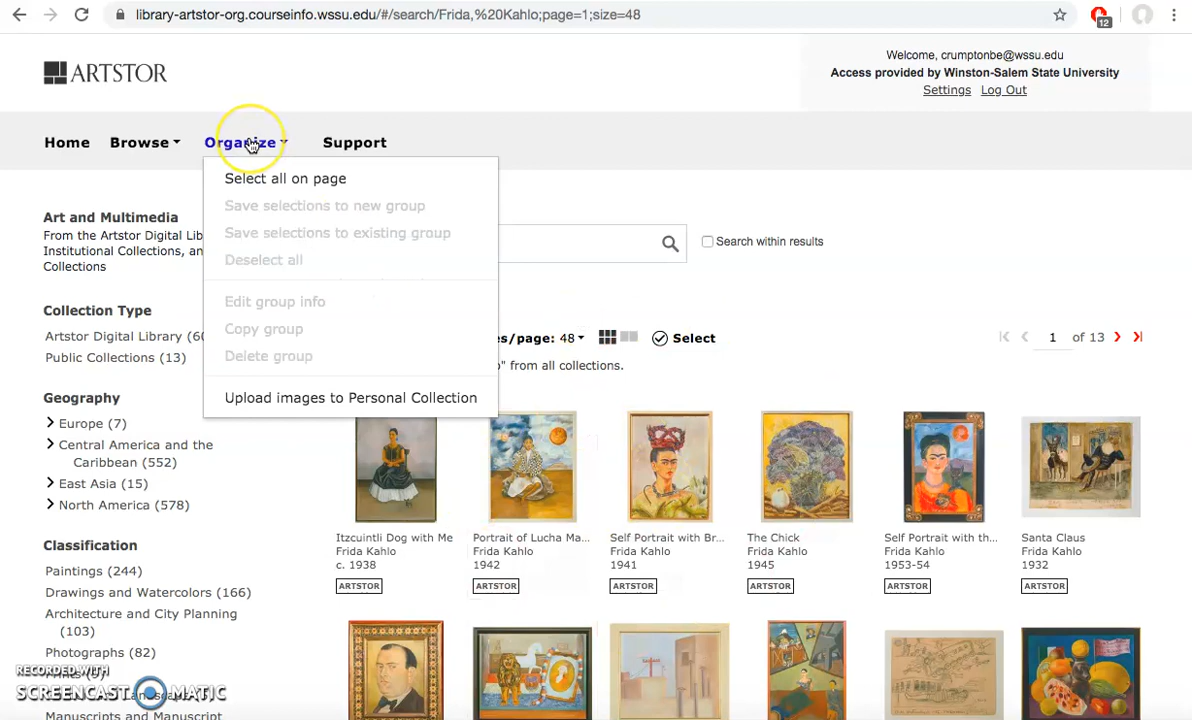 library-artstor-org.courseinfo.wssu.edu/#/search/Frida,%20Kahlo;page=1;size=48
12
ARTSTOR
Welcome, crumptonbe@wssu.edu
Access provided by Winston-Salem State University
Settings Log Out
Home Browse Organize Support
Select all on page
Save selections to new group
Save selections to existing group
Deselect all
Edit group info
Copy group
Delete group
Upload images to Personal Collection
Search within results
es/page: 48
Select
1 of 13
o" from all collections.
Art and Multimedia
From the Artstor Digital Lib
Institutional Collections, an
Collections
Collection Type
Artstor Digital Library (60
Public Collections (13)
Geography
Europe (7)
Central America and the
Caribbean (552)
East Asia (15)
North America (578)
Classification
Paintings (244)
Drawings and Watercolors (166)
Architecture and City Planning
(103)
Photographs (82)
Manuscripts and Manuscript
Itzcuintli Dog with Me
Frida Kahlo
c. 1938
ARTSTOR
Portrait of Lucha Ma...
Frida Kahlo
1942
ARTSTOR
Self Portrait with Br...
Frida Kahlo
1941
ARTSTOR
The Chick
Frida Kahlo
1945
ARTSTOR
Self Portrait with th...
Frida Kahlo
1953-54
ARTSTOR
Santa Claus
Frida Kahlo
1932
ARTSTOR
RECORDED WITH
SCREENCAST MATIC